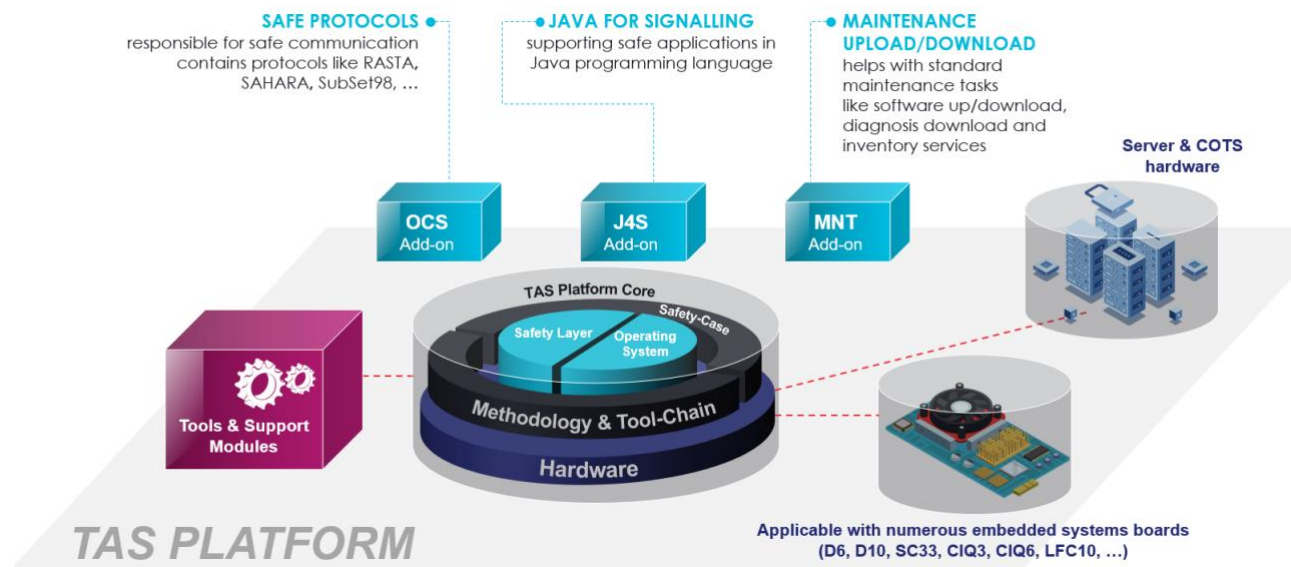 SAFE PROTOCOLS
responsible for safe communication
contains protocols like RASTA,
SAHARA, SubSet98, ...
JAVA FOR SIGNALLING
supporting safe applications in
Java programming language
MAINTENANCE
UPLOAD/DOWNLOAD
helps with standard
maintenance tasks
like software up/download,
diagnosis download and
inventory services
Server & COTS
hardware
OCS
Add-on
J4S
Add-on
MNT
Add-on
TAS Platform Core
Safety-Case
Safety Layer
Operating
System
Methodology & Tool-Chain
Hardware
Tools & Support
Modules
Applicable with numerous embedded systems boards
(D6, D10, SC33, CIQ3, CIQ6, LFC10, ...)
TAS PLATFORM